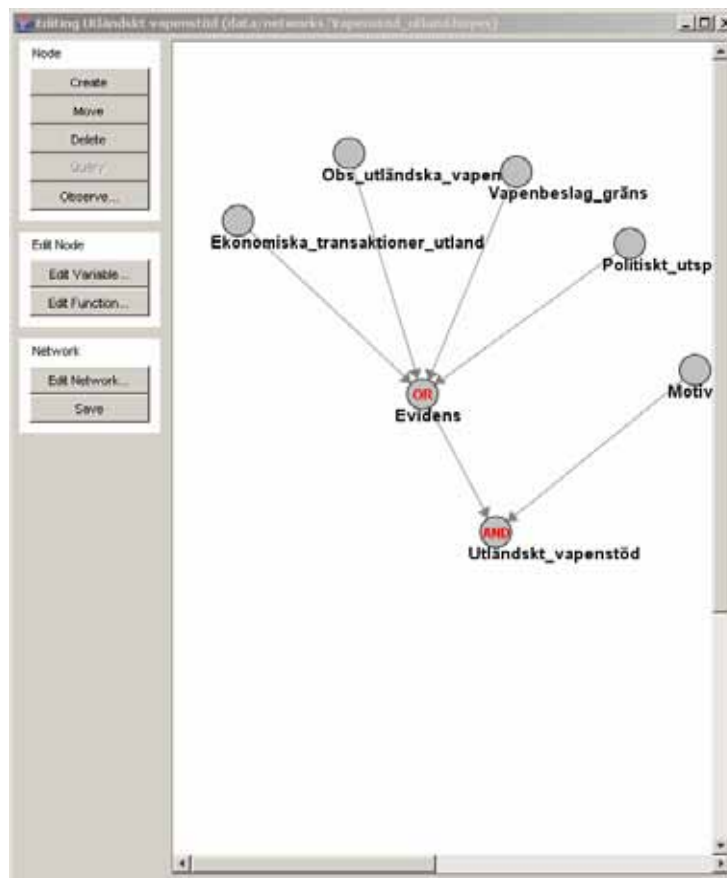 Editing Utländskt vapenstöd (data/networks/Vapenstod_utland.bayes)
Node
Create
Move
Delete
Query
Observe...
Edit Node
Edit Variable...
Edit Function...
Network
Edit Network...
Save
Obs_utländska_vapen
Vapenbeslag_gräns
Ekonomiska_transaktioner_utland
Politiskt_utsp
Motiv
OR
Evidens
AND
Utländskt_vapenstöd